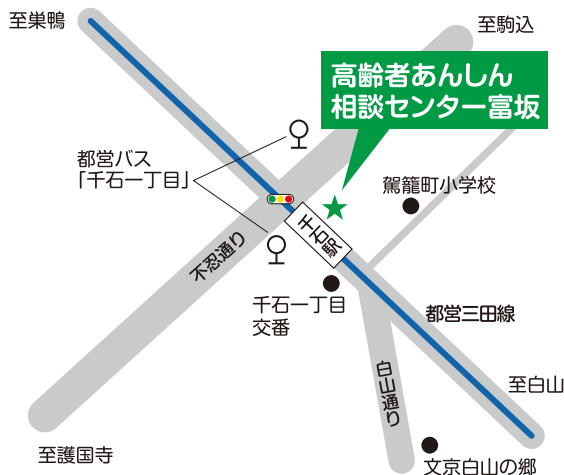 至巣鴨
至駒込
高齢者あんしん
相談センター富坂
都営バス
「千石一丁目」
駕籠町小学校
千石駅
不忍通り
千石一丁目
交番
都営三田線
白山通り
至白山
至護国寺
文京白山の郷